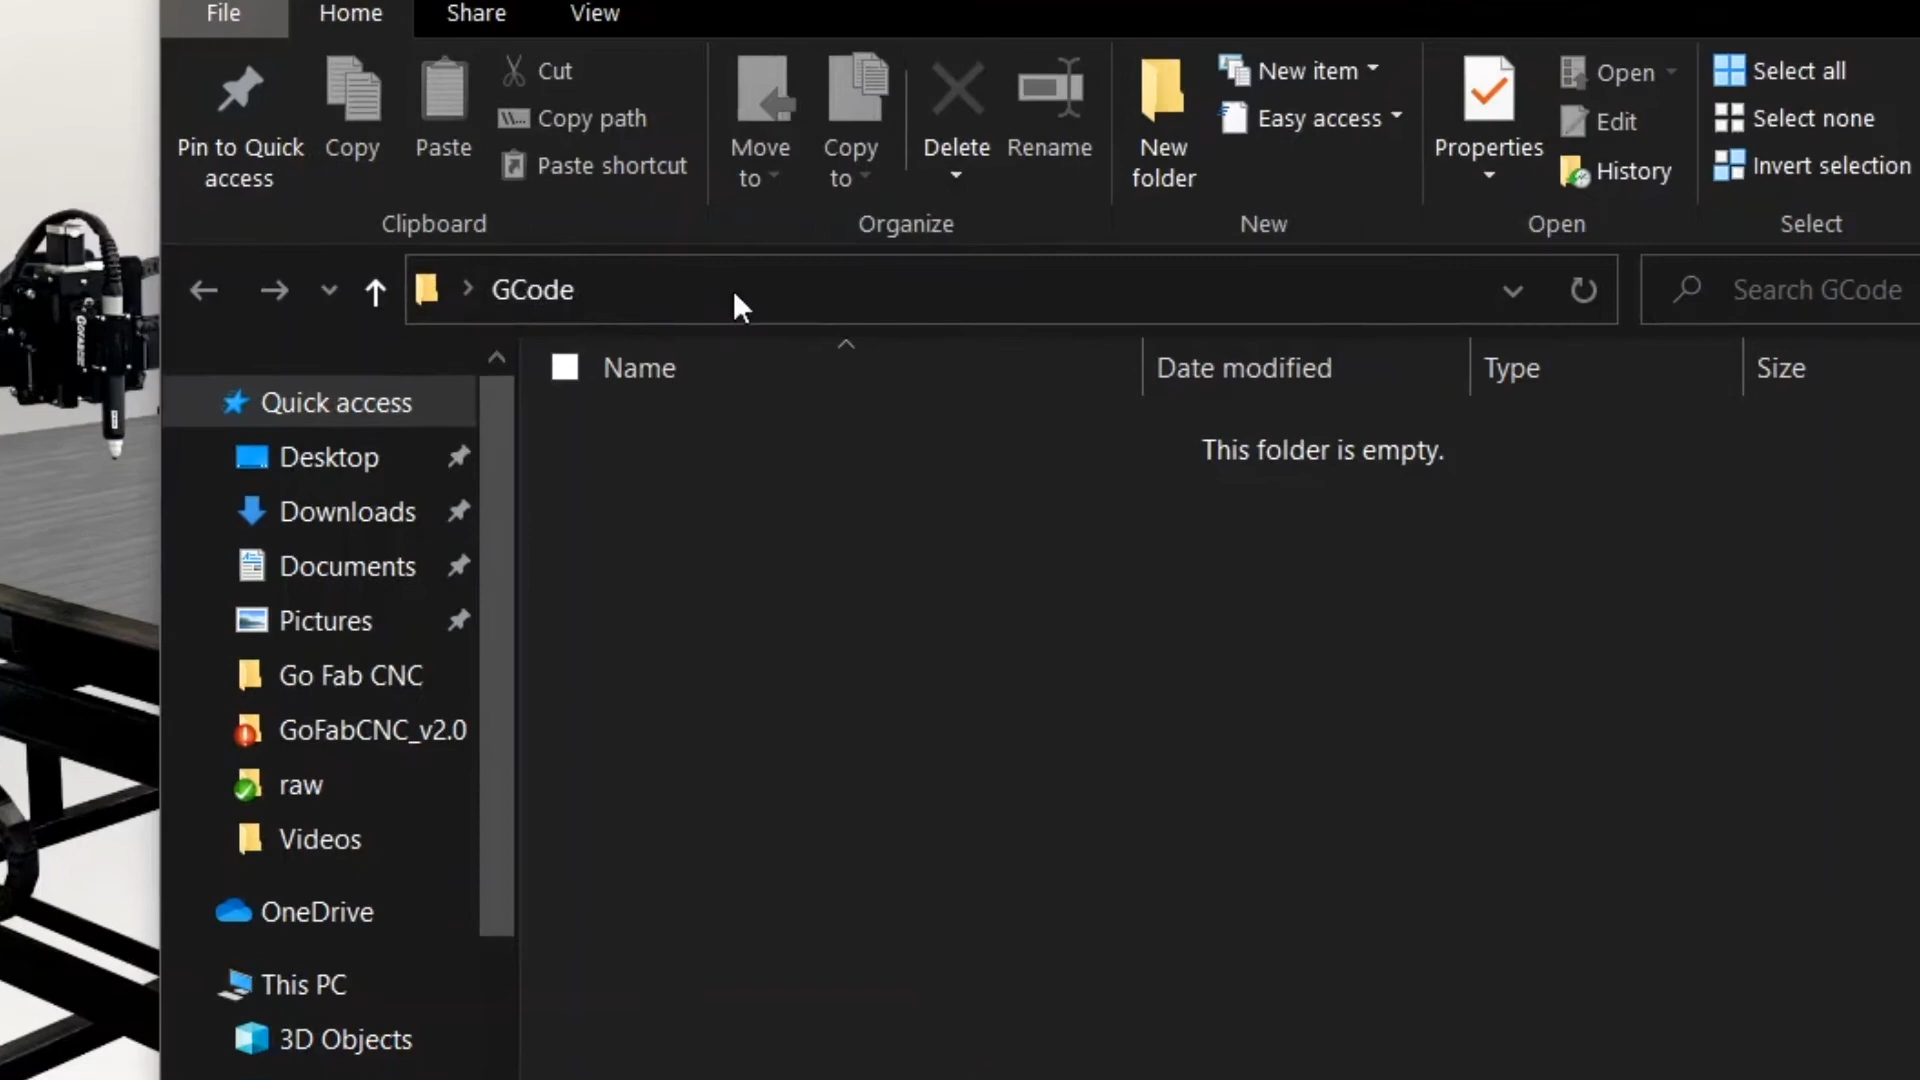 File Home Share View
Pin to Quick access
Copy
Paste
Cut
Copy path
Paste shortcut
Clipboard
Move to
Copy to
Delete
Rename
Organize
New folder
New item
Easy access
New
Properties
Open
Edit
History
Open
Select all
Select none
Invert selection
Select
GCode
Search GCode
Name Date modified Type Size
This folder is empty.
Quick access
Desktop
Downloads
Documents
Pictures
Go Fab CNC
GoFabCNC_v2.0
raw
Videos
OneDrive
This PC
3D Objects